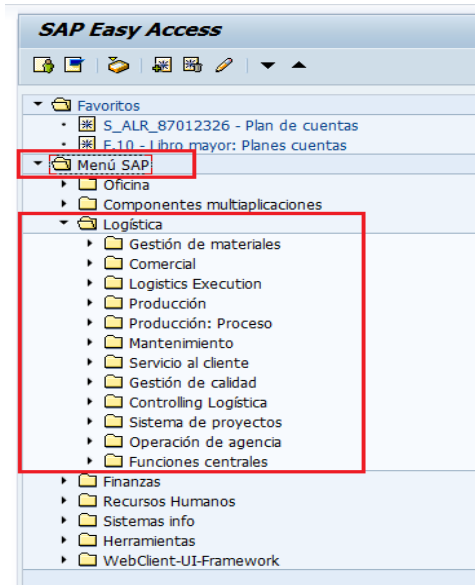 SAP Easy Access
Favoritos
S_ALR_87012326 - Plan de cuentas
F.10 - Libro mayor: Planes cuentas
Menú SAP
Oficina
Componentes multiaplicaciones
Logística
Gestión de materiales
Comercial
Logistics Execution
Producción
Producción: Proceso
Mantenimiento
Servicio al cliente
Gestión de calidad
Controlling Logística
Sistema de proyectos
Operación de agencia
Funciones centrales
Finanzas
Recursos Humanos
Sistemas info
Herramientas
WebClient-UI-Framework